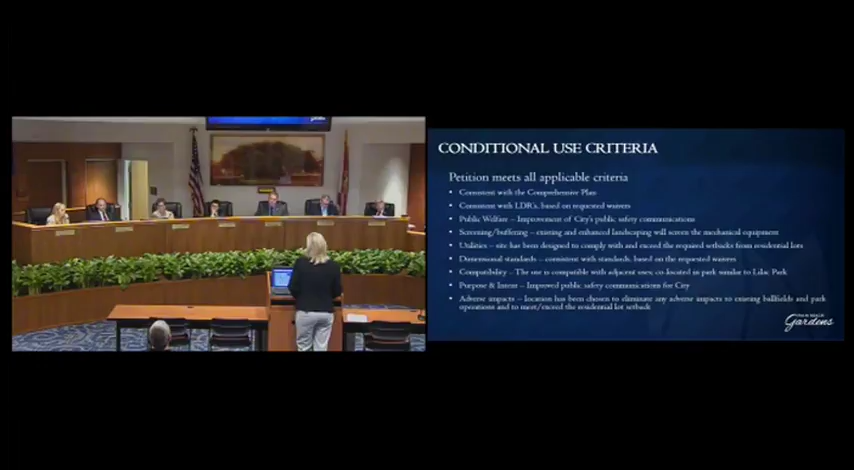 CONDITIONAL USE CRITERIA
Petition meets all applicable criteria
• Consistent with the Comprehensive Plan
• Consistent with LDR's, based on requested waivers
• Public Welfare – Improvement of City's public safety communications
• Screening/buffering – existing and enhanced landscaping will screen the mechanical equipment
• Utilities – site has been designed to comply with and exceed the required setbacks from residential lots
• Dimensional standards – consistent with standards, based on the requested waivers
• Compatibility – The use is compatible with adjacent uses; co-located in park similar to Lilac Park
• Purpose & Intent – Improved public safety communications for City
• Adverse impacts – location has been chosen to eliminate any adverse impacts to existing ballfields and park
operations and to meet/exceed the residential lot setback
Gardens